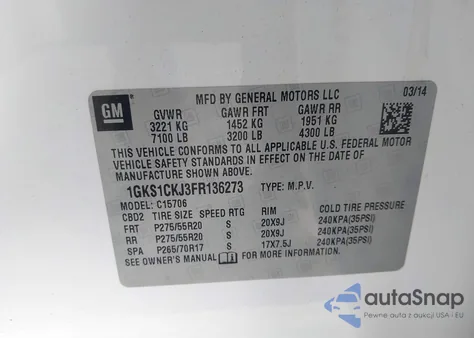 GM
MFD BY GENERAL MOTORS LLC
03/14
GVWR GAWR FRT GAWR RR
3221 KG 1452 KG 1951 KG
7100 LB 3200 LB 4300 LB
THIS VEHICLE CONFORMS TO ALL APPLICABLE U.S. FEDERAL MOTOR
VEHICLE SAFETY STANDARDS IN EFFECT ON THE DATE OF
MANUFACTURE SHOWN ABOVE.
1GKS1CKJ3FR136273 TYPE: M.P.V.
MODEL: C15706
CBD2 TIRE SIZE SPEED RTG RIM COLD TIRE PRESSURE
FRT P275/55R20 S 20X9J 240KPA(35PSI)
RR P275/55R20 S 20X9J 240KPA(35PSI)
SPA P265/70R17 S 17X7.5J 240KPA(35PSI)
SEE OWNER'S MANUAL FOR MORE INFORMATION.
autaSnap
Pewne auta z aukcji USA i EU